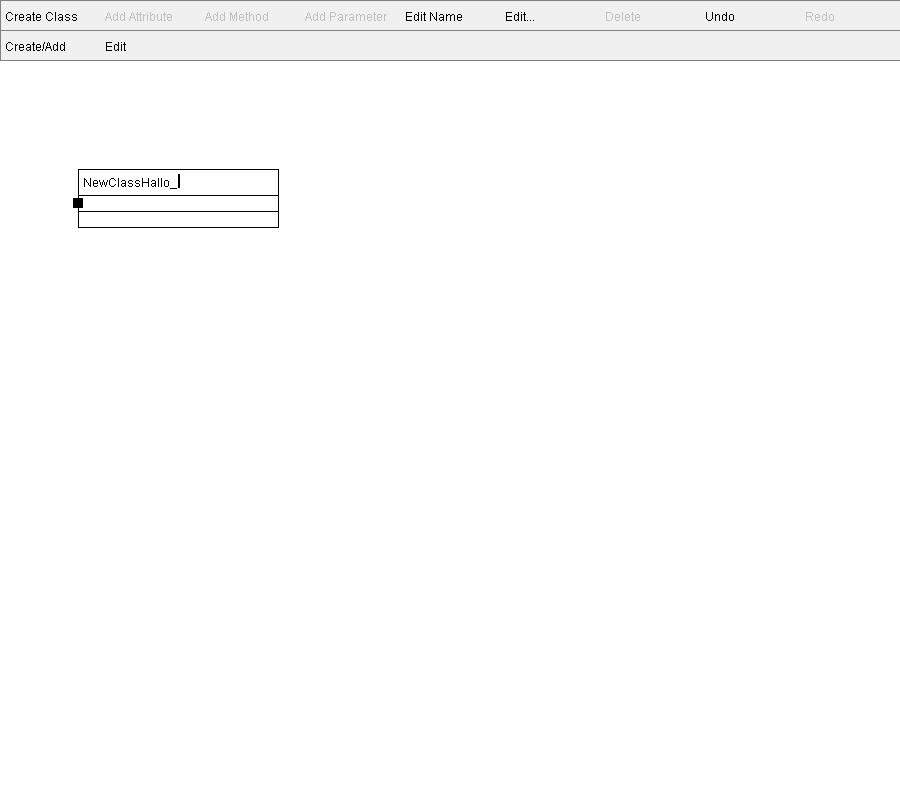 Create Class Add Attribute Add Method Add Parameter Edit Name Edit... Delete Undo Redo
Create/Add Edit
NewClassHallo_